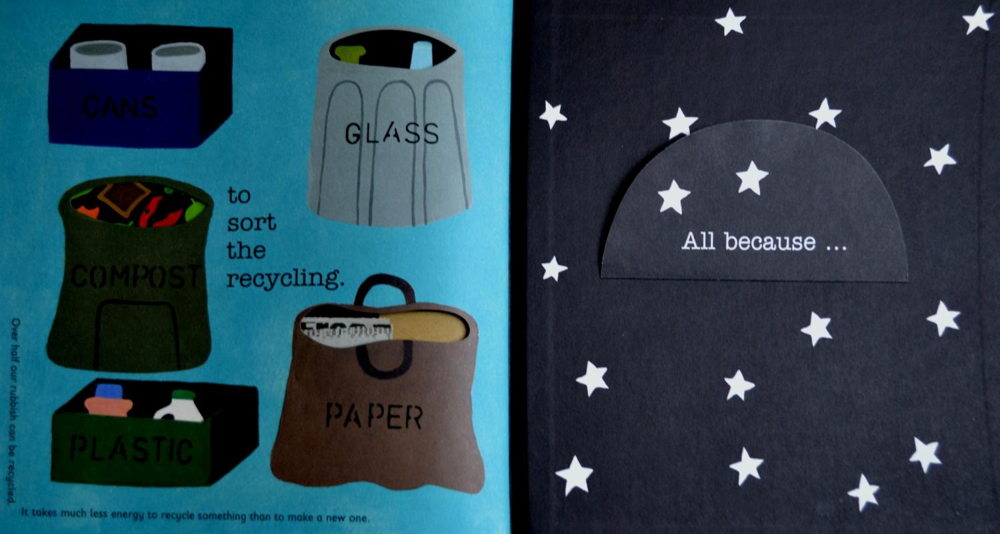 CANS
GLASS
to
sort
the
recycling.
COMPOST
PAPER
PLASTIC
Over half our rubbish can be recycled.
It takes much less energy to recycle something than to make a new one.
All because ...